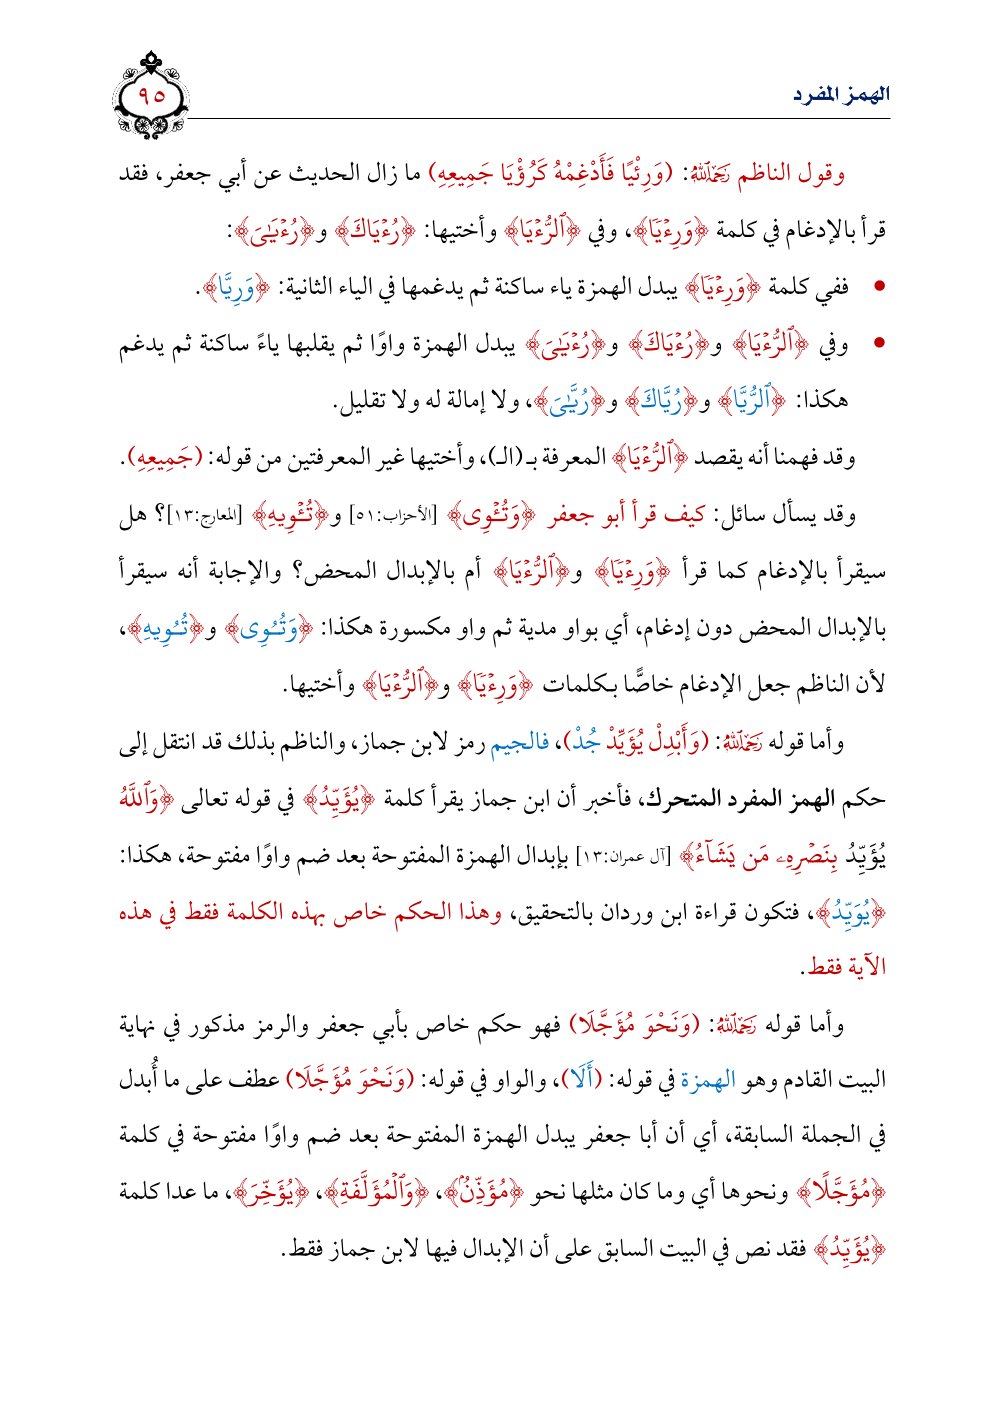 الهمز المفرد
٩٥
وقول الناظم رَحِمَهُ ٱللَّهُ: (وَرِئْيًا فَأَدْغِمْهُ كَرُؤْيَا جَمِيعِهِ) ما زال الحديث عن أبي جعفر، فقد
قرأ بالإدغام في كلمة ﴿وَرِءۡيٗا﴾، وفي ﴿ٱلرُّءۡيَا﴾ وأختيها: ﴿رُءۡيَاكَ﴾ و﴿رُءۡيَٰىَ﴾:
• ففي كلمة ﴿وَرِءۡيٗا﴾ يبدل الهمزة ياء ساكنة ثم يدغمها في الياء الثانية: ﴿وَرِيَّا﴾.
• وفي ﴿ٱلرُّءۡيَا﴾ و﴿رُءۡيَاكَ﴾ و﴿رُءۡيَٰىَ﴾ يبدل الهمزة واوًا ثم يقلبها ياءً ساكنة ثم يدغم
هكذا: ﴿ٱلرُّيَّا﴾ و﴿رُيَّاكَ﴾ و﴿رُيَّٰىَ﴾، ولا إمالة له ولا تقليل.
وقد فهمنا أنه يقصد ﴿ٱلرُّءۡيَا﴾ المعرفة بـ (الـ)، وأختيها غير المعرفتين من قوله: (جَمِيعِهِ).
وقد يسأل سائل: كيف قرأ أبو جعفر ﴿وَتُـٔۡوِى﴾ [الأحزاب:٥١] و﴿تُـٔۡوِيهِ﴾ [المعارج:١٣]؟ هل
سيقرأ بالإدغام كما قرأ ﴿وَرِءۡيٗا﴾ و﴿ٱلرُّءۡيَا﴾ أم بالإبدال المحض؟ والإجابة أنه سيقرأ
بالإبدال المحض دون إدغام، أي بواو مدية ثم واو مكسورة هكذا: ﴿وَتُـوِى﴾ و﴿تُـوِيهِ﴾،
لأن الناظم جعل الإدغام خاصًّا بكلمات ﴿وَرِءۡيٗا﴾ و﴿ٱلرُّءۡيَا﴾ وأختيها.
وأما قوله رَحِمَهُ ٱللَّهُ: (وَأَبْدِلْ يُؤَيِّدْ جُدْ)، فالجيم رمز لابن جماز، والناظم بذلك قد انتقل إلى
حكم الهمز المفرد المتحرك، فأخبر أن ابن جماز يقرأ كلمة ﴿يُؤَيِّدُ﴾ في قوله تعالى ﴿وَٱللَّهُ
يُؤَيِّدُ بِنَصۡرِهِۦ مَن يَشَآءُ﴾ [آل عمران:١٣] بإبدال الهمزة المفتوحة بعد ضم واوًا مفتوحة، هكذا:
﴿يُوَيِّدُ﴾، فتكون قراءة ابن وردان بالتحقيق، وهذا الحكم خاص بهذه الكلمة فقط في هذه
الآية فقط.
وأما قوله رَحِمَهُ ٱللَّهُ: (وَنَحْوَ مُؤَجَّلَا) فهو حكم خاص بأبي جعفر والرمز مذكور في نهاية
البيت القادم وهو الهمزة في قوله: (أَلَا)، والواو في قوله: (وَنَحْوَ مُؤَجَّلَا) عطف على ما أُبدل
في الجملة السابقة، أي أن أبا جعفر يبدل الهمزة المفتوحة بعد ضم واوًا مفتوحة في كلمة
﴿مُؤَجَّلًا﴾ ونحوها أي وما كان مثلها نحو ﴿مُؤَذِّنُۢ﴾، ﴿وَٱلۡمُؤَلَّفَةِ﴾، ﴿يُؤَخِّرَ﴾، ما عدا كلمة
﴿يُؤَيِّدُ﴾ فقد نص في البيت السابق على أن الإبدال فيها لابن جماز فقط.